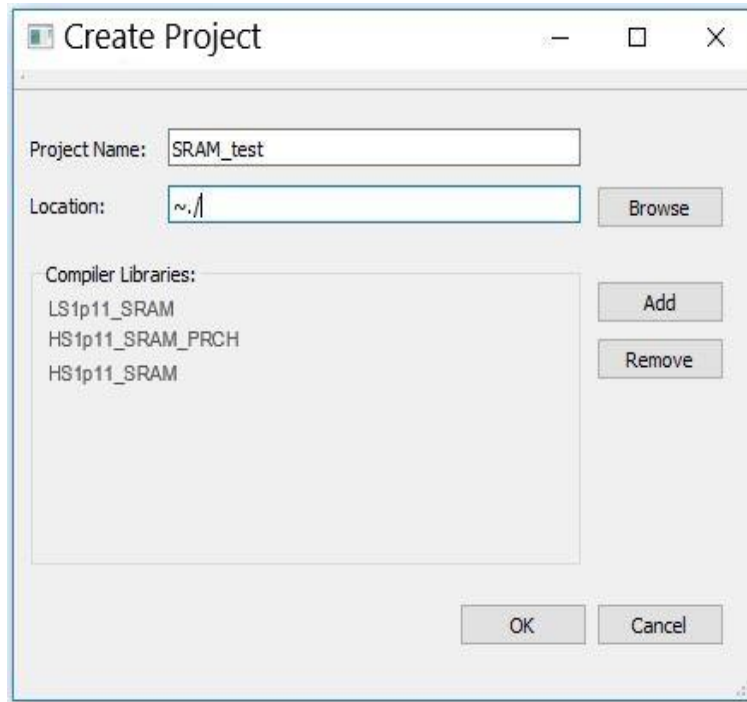 Create Project
Project Name: SRAM_test
Location: ~./ Browse
Compiler Libraries:
LS1p11_SRAM Add
HS1p11_SRAM_PRCH
HS1p11_SRAM Remove
OK Cancel